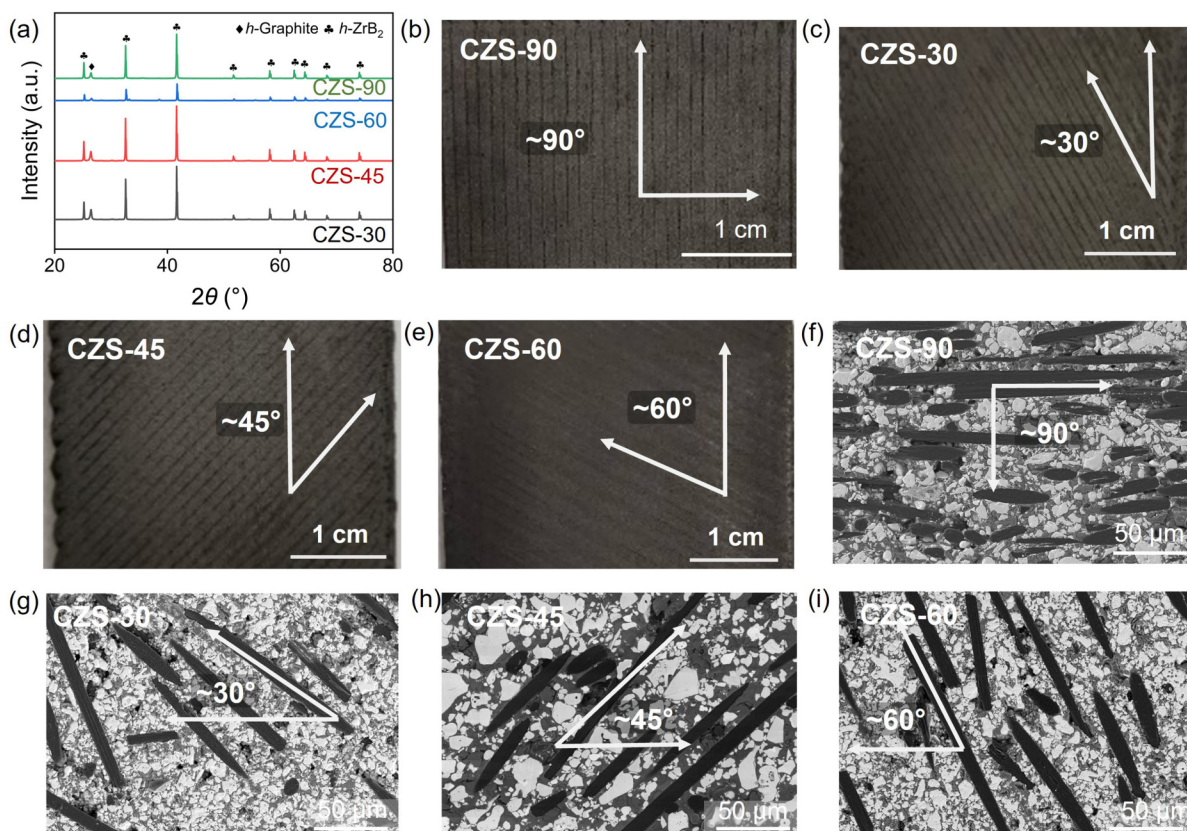 (a)
♦h-Graphite ♣h-ZrB₂
CZS-90
CZS-60
CZS-45
CZS-30
Intensity (a.u.)
20 40 60 80
2θ (°)
(b)
CZS-90
~90°
1 cm
(c)
CZS-30
~30°
1 cm
(d)
CZS-45
~45°
1 cm
(e)
CZS-60
~60°
1 cm
(f)
CZS-90
~90°
50 μm
(g)
CZS-30
~30°
50 μm
(h)
CZS-45
~45°
50 μm
(i)
CZS-60
~60°
50 μm